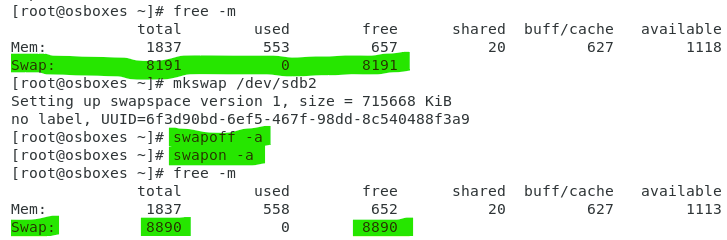 [root@osboxes ~]# free -m
total used free shared buff/cache available
Mem: 1837 553 657 20 627 1118
Swap: 8191 0 8191
[root@osboxes ~]# mkswap /dev/sdb2
Setting up swapspace version 1, size = 715668 KiB
no label, UUID=6f3d90bd-6ef5-467f-98dd-8c540488f3a9
[root@osboxes ~]# swapoff -a
[root@osboxes ~]# swapon -a
[root@osboxes ~]# free -m
total used free shared buff/cache available
Mem: 1837 558 652 20 627 1113
Swap: 8890 0 8890